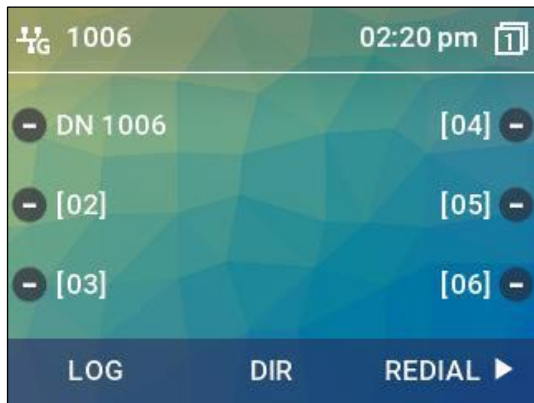 G 1006 02:20 pm 1
DN 1006 [04]
[02] [05]
[03] [06]
LOG DIR REDIAL